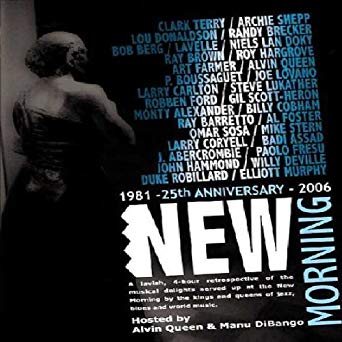 CLARK TERRY / ARCHIE SHEPP
LOU DONALDSON / RANDY BRECKER
BOB BERG / LAVELLE / NIELS LAN DOKY
RAY BROWN / ROY HARGROVE
ART FARMER / ALVIN QUEEN
P. BOUSSAGUET / JOE LOVANO
LARRY CARLTON / STEVE LUKATHER
ROBBEN FORD / GIL SCOTT-HERON
MONTY ALEXANDER / BILLY COBHAM
RAY BARRETTO / AL FOSTER
OMAR SOSA / MIKE STERN
LARRY CORYELL / BADI ASSAD
J. ABERCROMBIE / PAOLO FRESU
JOHN HAMMOND / WILLY DEVILLE
DUKE ROBILLARD / ELLIOTT MURPHY
1981 -25th ANNIVERSARY - 2006
NEW
MORNING
A lavish, 4-hour retrospective of the
musical delights served up at the New
Morning by the kings and queens of jazz,
blues and world music.
Hosted by
Alvin Queen & Manu DiBango